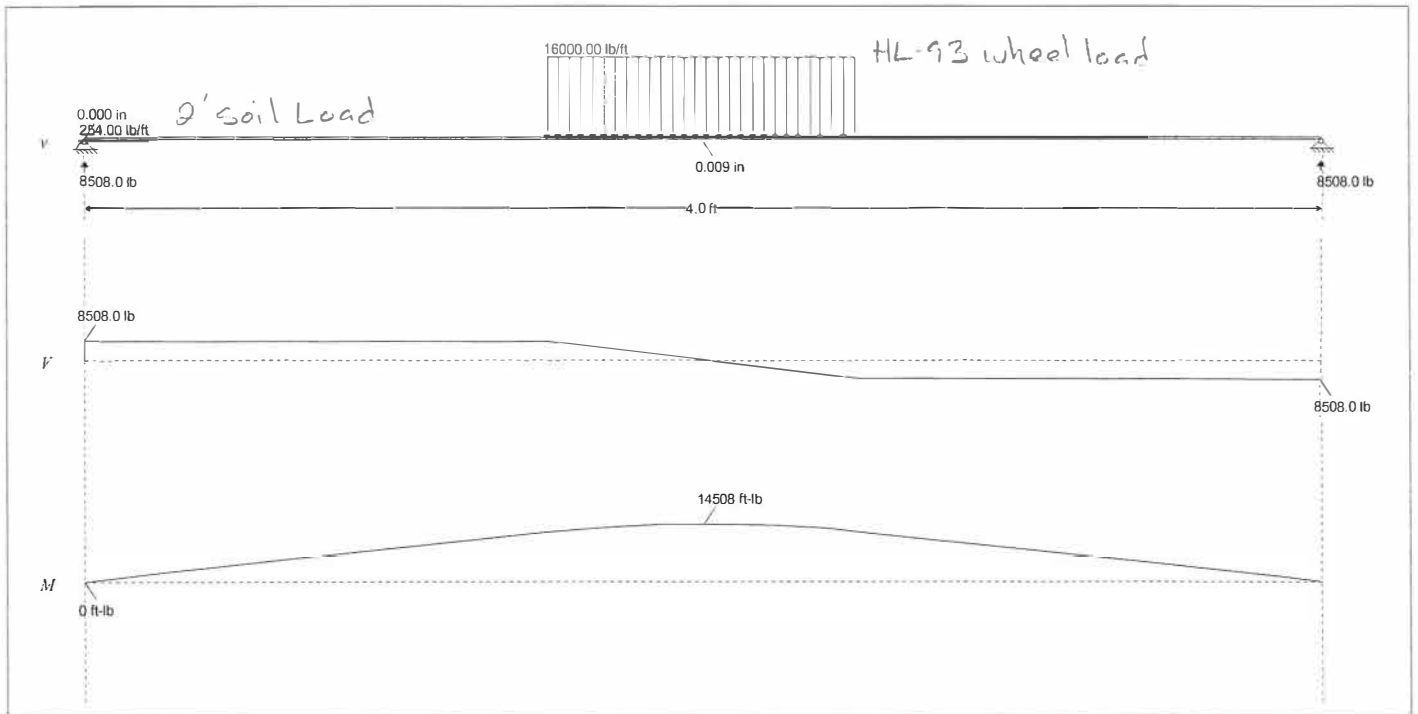 16000.00 lb/ft
HL-93 wheel load
0.000 in
2' soil Load
254.00 lb/ft
v
0.009 in
8508.0 lb
8508.0 lb
4.0 ft
8508.0 lb
V
8508.0 lb
14508 ft-lb
M
0 ft-lb